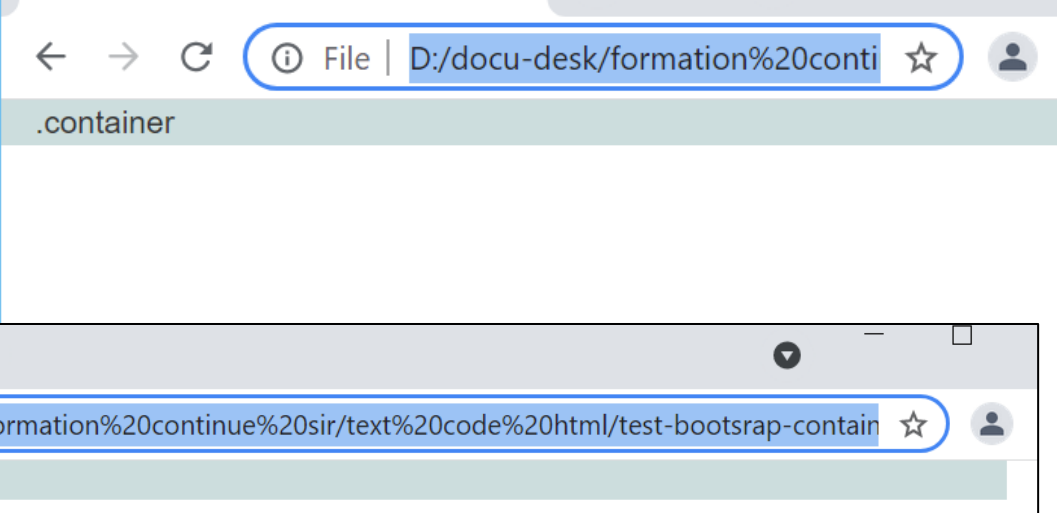 File | D:/docu-desk/formation%20conti
.container
ormation%20continue%20sir/text%20code%20html/test-bootsrap-contain